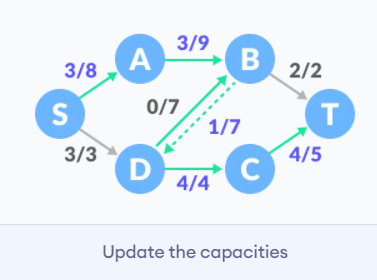 3/9
A
B
3/8
2/2
0/7
S
T
1/7
3/3
4/5
D
C
4/4
Update the capacities